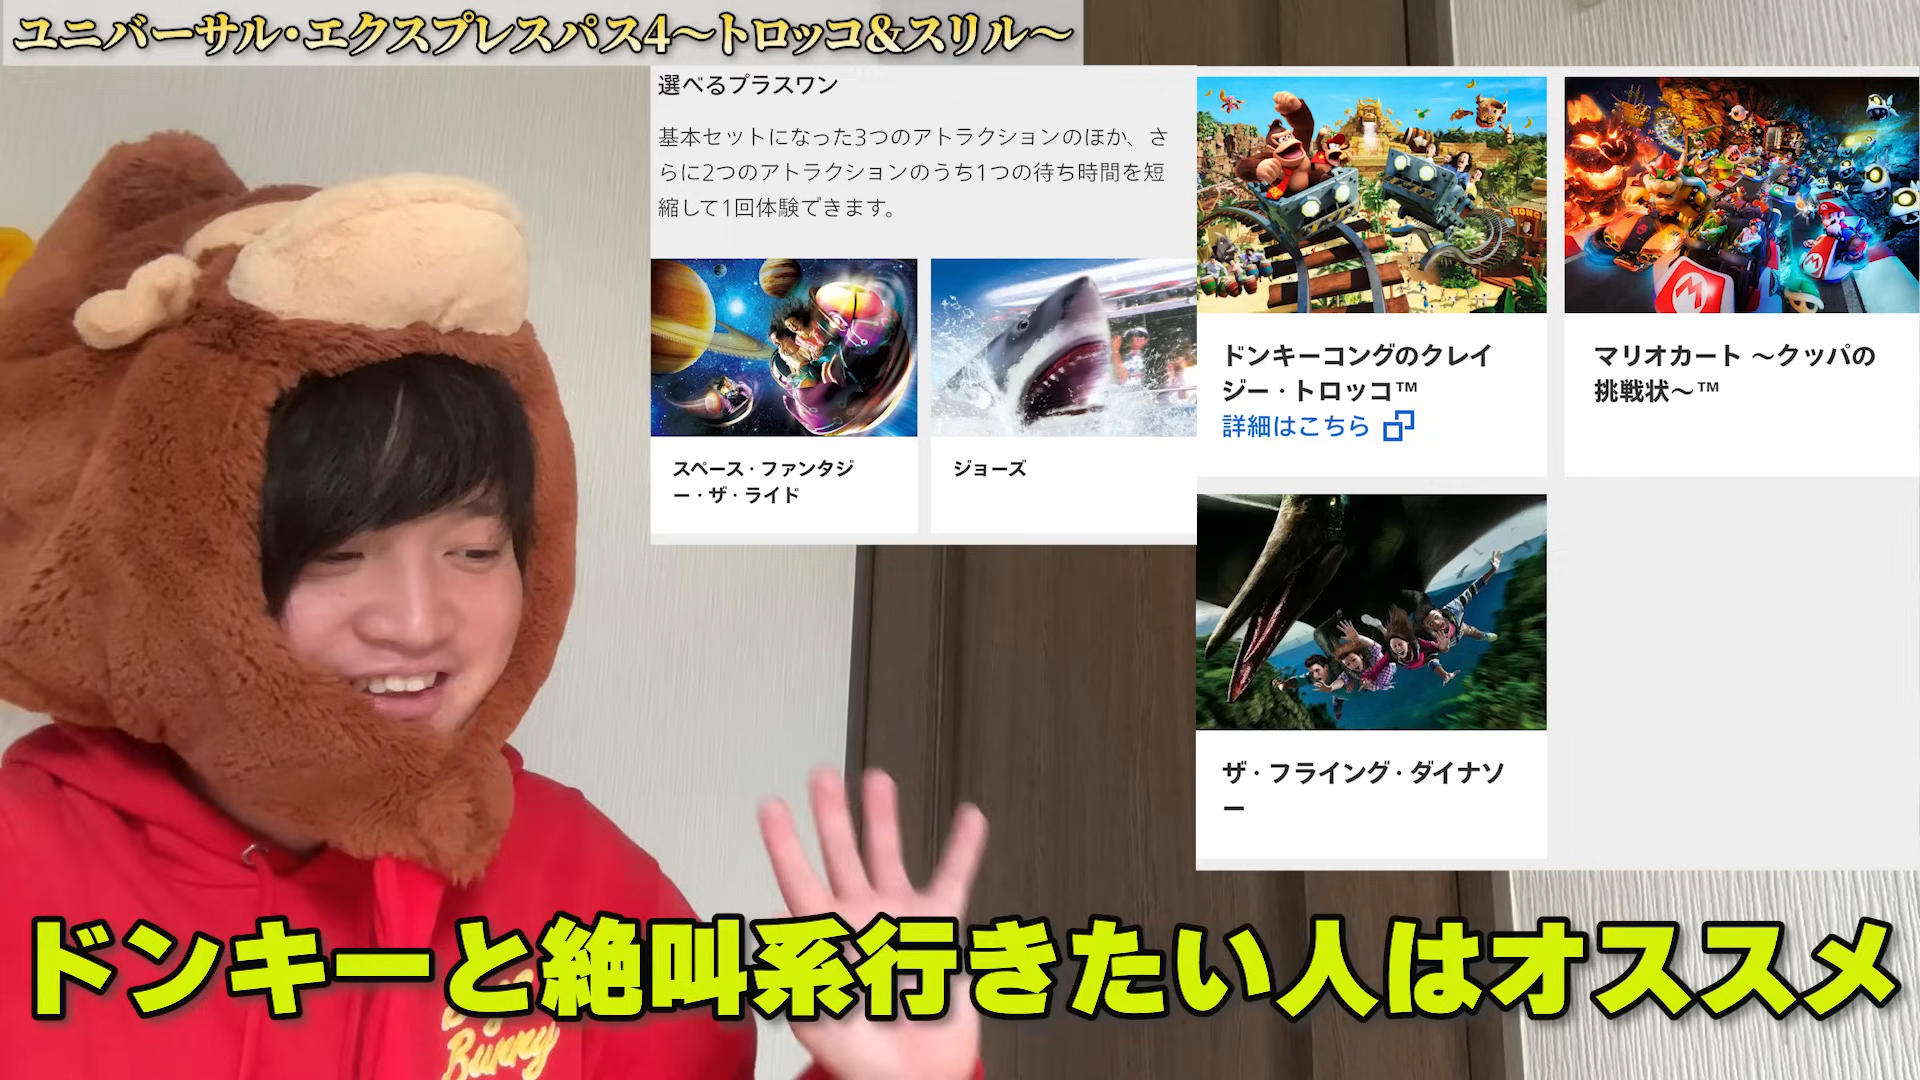 ユニバーサル・エクスプレスパス4〜トロッコ&スリル〜
選べるプラスワン
基本セットになった3つのアトラクションのほか、さ
らに2つのアトラクションのうち1つの待ち時間を短
縮して1回体験できます。
スペース・ファンタジ
ー・ザ・ライド
ジョーズ
ドンキーコングのクレイ
ジー・トロッコ™
詳細はこちら
マリオカート 〜クッパの
挑戦状〜™
ザ・フライング・ダイナソ
ー
ドンキーと絶叫系行きたい人はオススメ
Bunny